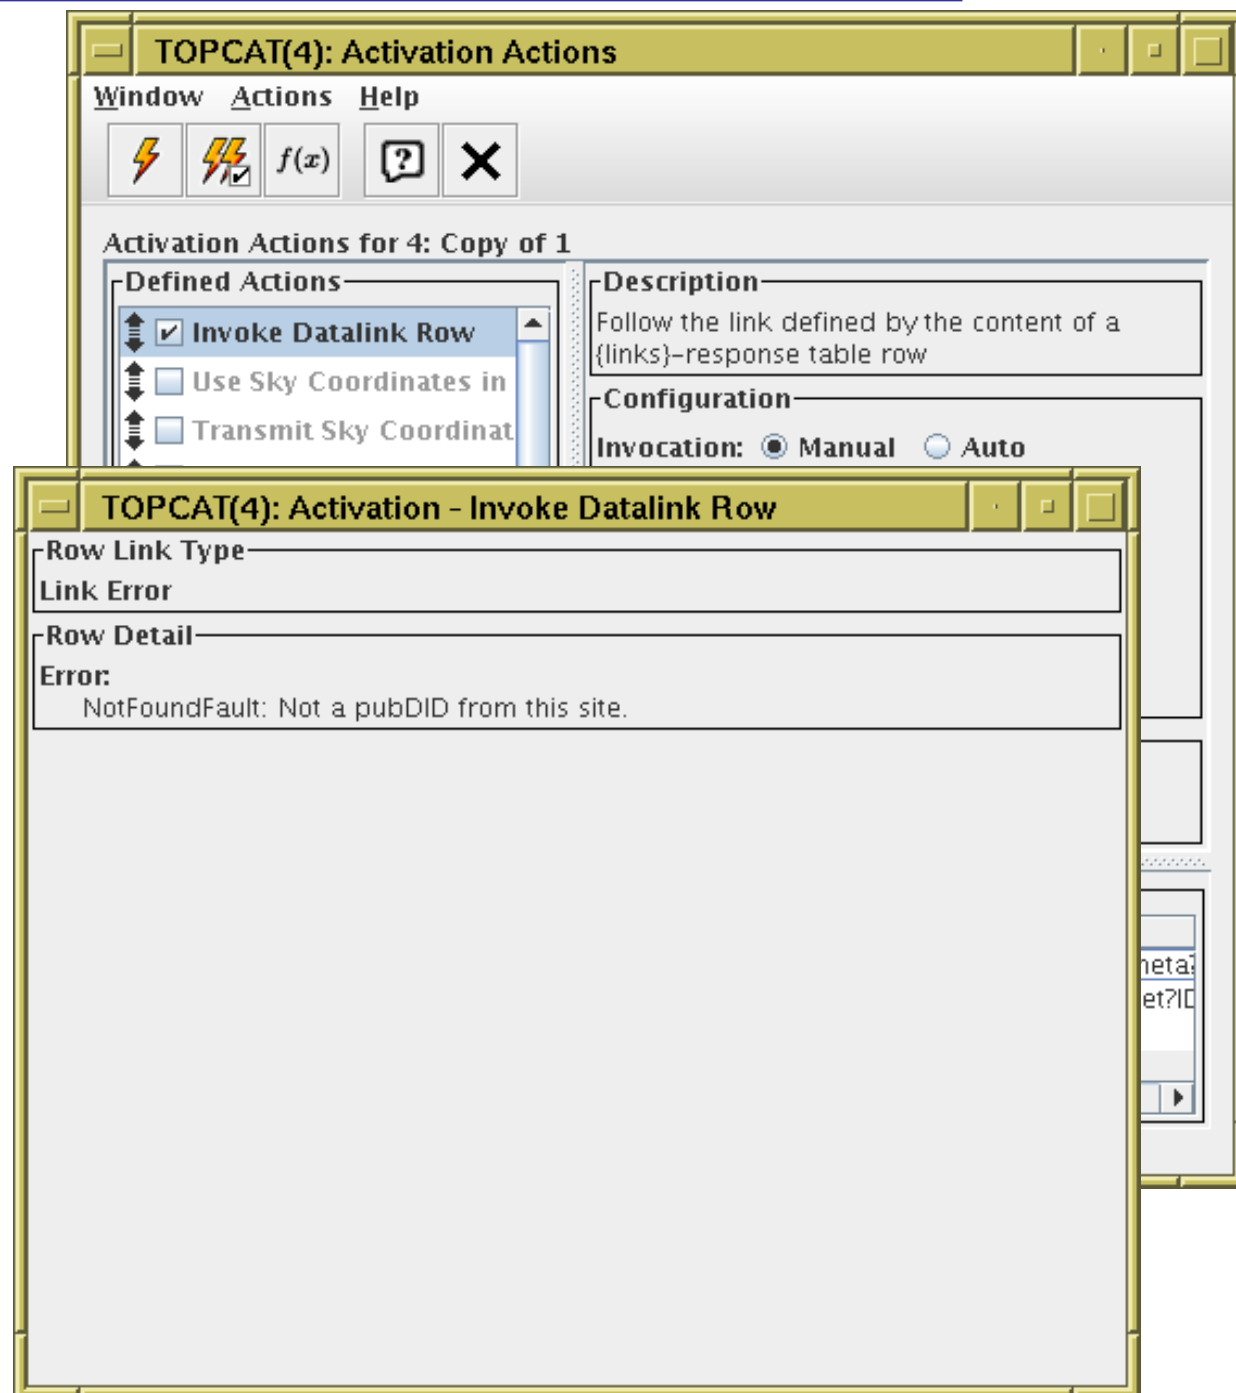 TOPCAT(4): Activation Actions
Window Actions Help
f(x)
Activation Actions for 4: Copy of 1
Defined Actions
Invoke Datalink Row
Use Sky Coordinates in
Transmit Sky Coordinat
Description
Follow the link defined by the content of a
{links}-response table row
Configuration
Invocation: Manual Auto
TOPCAT(4): Activation - Invoke Datalink Row
Row Link Type
Link Error
Row Detail
Error:
NotFoundFault: Not a pubDID from this site.
neta?
et?ID